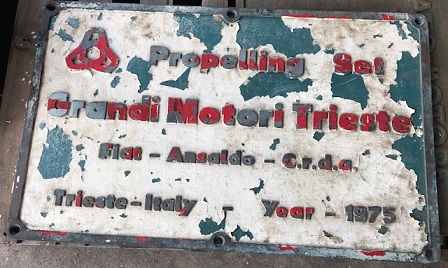 Propelling Set
Grandi Motori Trieste
Fiat - Ansaldo - C.r.d.a.
Trieste - Italy - Year - 1975